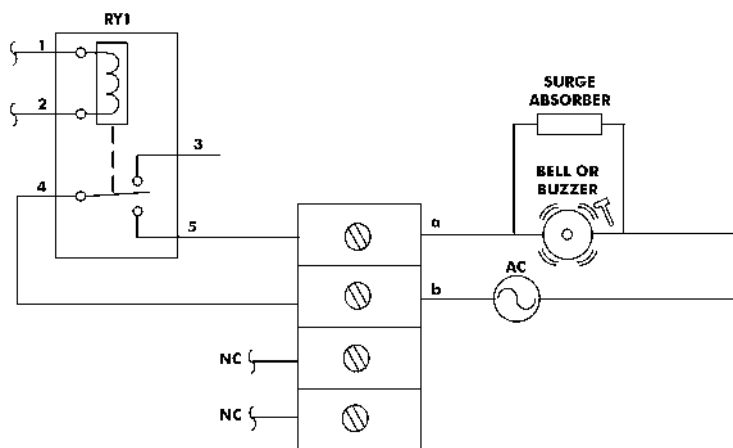 RY1
1
2
3
4
5
SURGE
ABSORBER
BELL OR
BUZZER
a
AC
b
NC
NC